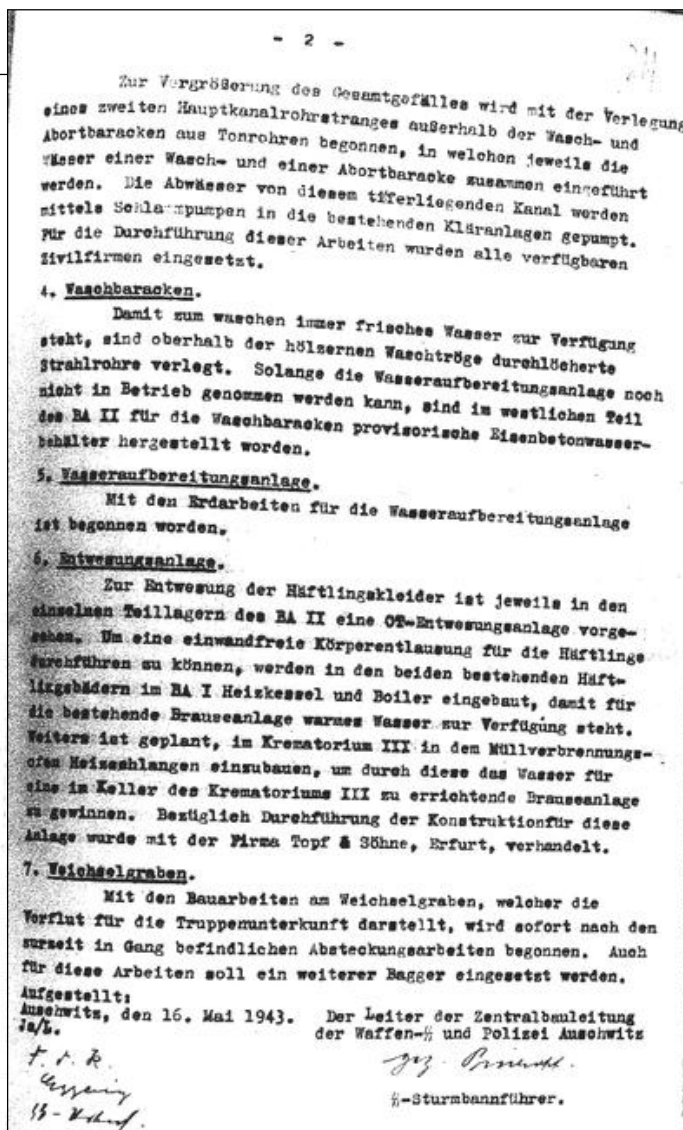 - 2 -
Zur Vergrößerung des Gesamtgefälles wird mit der Verlegung
eines zweiten Hauptkanalrohrstranges außerhalb der Wasch- und
Abortbaracken aus Tonrohren begonnen, in welchen jeweils die
Wässer einer Wasch- und einer Abortbaracke zusammen eingeführt
werden. Die Abwässer von diesem tieferliegenden Kanal werden
mittels Schlammpumpen in die bestehenden Kläranlagen gepumpt.
Für die Durchführung dieser Arbeiten wurden alle verfügbaren
Zivilfirmen eingesetzt.
4. Waschbaracken.
Damit zum waschen immer frisches Wasser zur Verfügung
steht, sind oberhalb der hölzernen Waschtröge durchlöcherte
Strahlrohre verlegt. Solange die Wasseraufbereitungsanlage noch
nicht in Betrieb genommen werden kann, sind im westlichen Teil
des BA II für die Waschbaracken provisorische Eisenbetonwasser-
behälter hergestellt worden.
5. Wasseraufbereitungsanlage.
Mit den Erdarbeiten für die Wasseraufbereitungsanlage
ist begonnen worden.
6. Entwesungsanlage.
Zur Entwesung der Häftlingskleider ist jeweils in den
einzelnen Teillagern des BA II eine OT-Entwesungsanlage vorge-
sehen. Um eine einwandfreie Körperentlausung für die Häftlinge
durchführen zu können, werden in den beiden bestehenden Häft-
lingsbädern im BA I Heizkessel und Boiler eingebaut, damit für
die bestehende Brauseanlage warmes Wasser zur Verfügung steht.
Weiters ist geplant, im Krematorium III in dem Müllverbrennungs-
ofen Heizschlangen einzubauen, um durch diese das Wasser für
eine im Keller des Krematoriums III zu errichtende Brauseanlage
zu gewinnen. Bezüglich Durchführung der Konstruktionfür diese
Anlage wurde mit der Firma Topf & Söhne, Erfurt, verhandelt.
7. Weichselgraben.
Mit den Bauarbeiten am Weichselgraben, welcher die
Vorflut für die Truppenunterkunft darstellt, wird sofort nach den
zurzeit in Gang befindlichen Absteckungsarbeiten begonnen. Auch
für diese Arbeiten soll ein weiterer Bagger eingesetzt werden.
Aufgestellt:
Auschwitz, den 16. Mai 1943. Der Leiter der Zentralbauleitung
Ja/L. der Waffen-SS und Polizei Auschwitz
F. d. R. gez.
SS-
SS-Sturmbannführer.